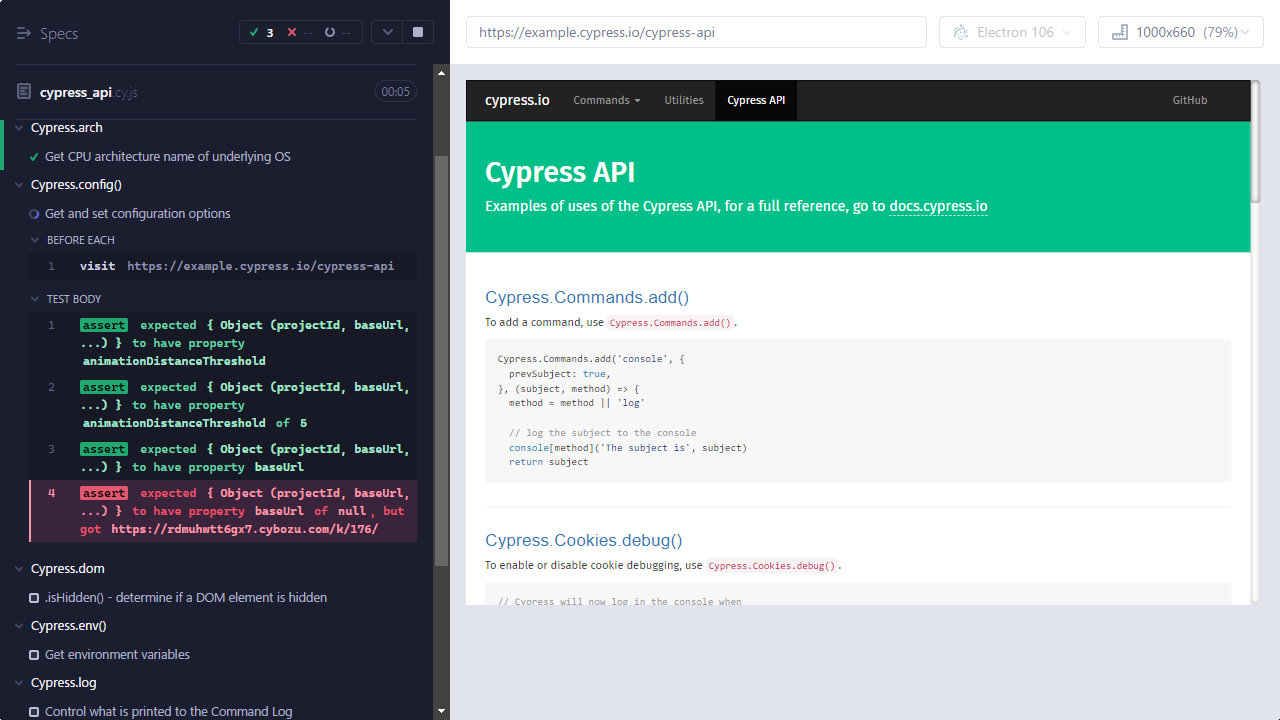 Specs
3 -- --
cypress_api.cy.js
00:05
Cypress.arch
Get CPU architecture name of underlying OS
Cypress.config()
Get and set configuration options
BEFORE EACH
1 visit https://example.cypress.io/cypress-api
TEST BODY
1 assert expected { Object (projectId, baseUrl,
...) } to have property
animationDistanceThreshold
2 assert expected { Object (projectId, baseUrl,
...) } to have property
animationDistanceThreshold of 5
3 assert expected { Object (projectId, baseUrl,
...) } to have property baseUrl
4 assert expected { Object (projectId, baseUrl,
...) } to have property baseUrl of null, but
got https://rdmuhwtt6gx7.cybozu.com/k/176/
Cypress.dom
.isHidden() - determine if a DOM element is hidden
Cypress.env()
Get environment variables
Cypress.log
Control what is printed to the Command Log
https://example.cypress.io/cypress-api
Electron 106
1000x660 (79%)
cypress.io Commands Utilities Cypress API GitHub
Cypress API
Examples of uses of the Cypress API, for a full reference, go to docs.cypress.io
Cypress.Commands.add()
To add a command, use Cypress.Commands.add().
Cypress.Commands.add('console', {
prevSubject: true,
}, (subject, method) => {
method = method || 'log'
// log the subject to the console
console[method]('The subject is', subject)
return subject
Cypress.Cookies.debug()
To enable or disable cookie debugging, use Cypress.Cookies.debug().
// Cypress will now log in the console when